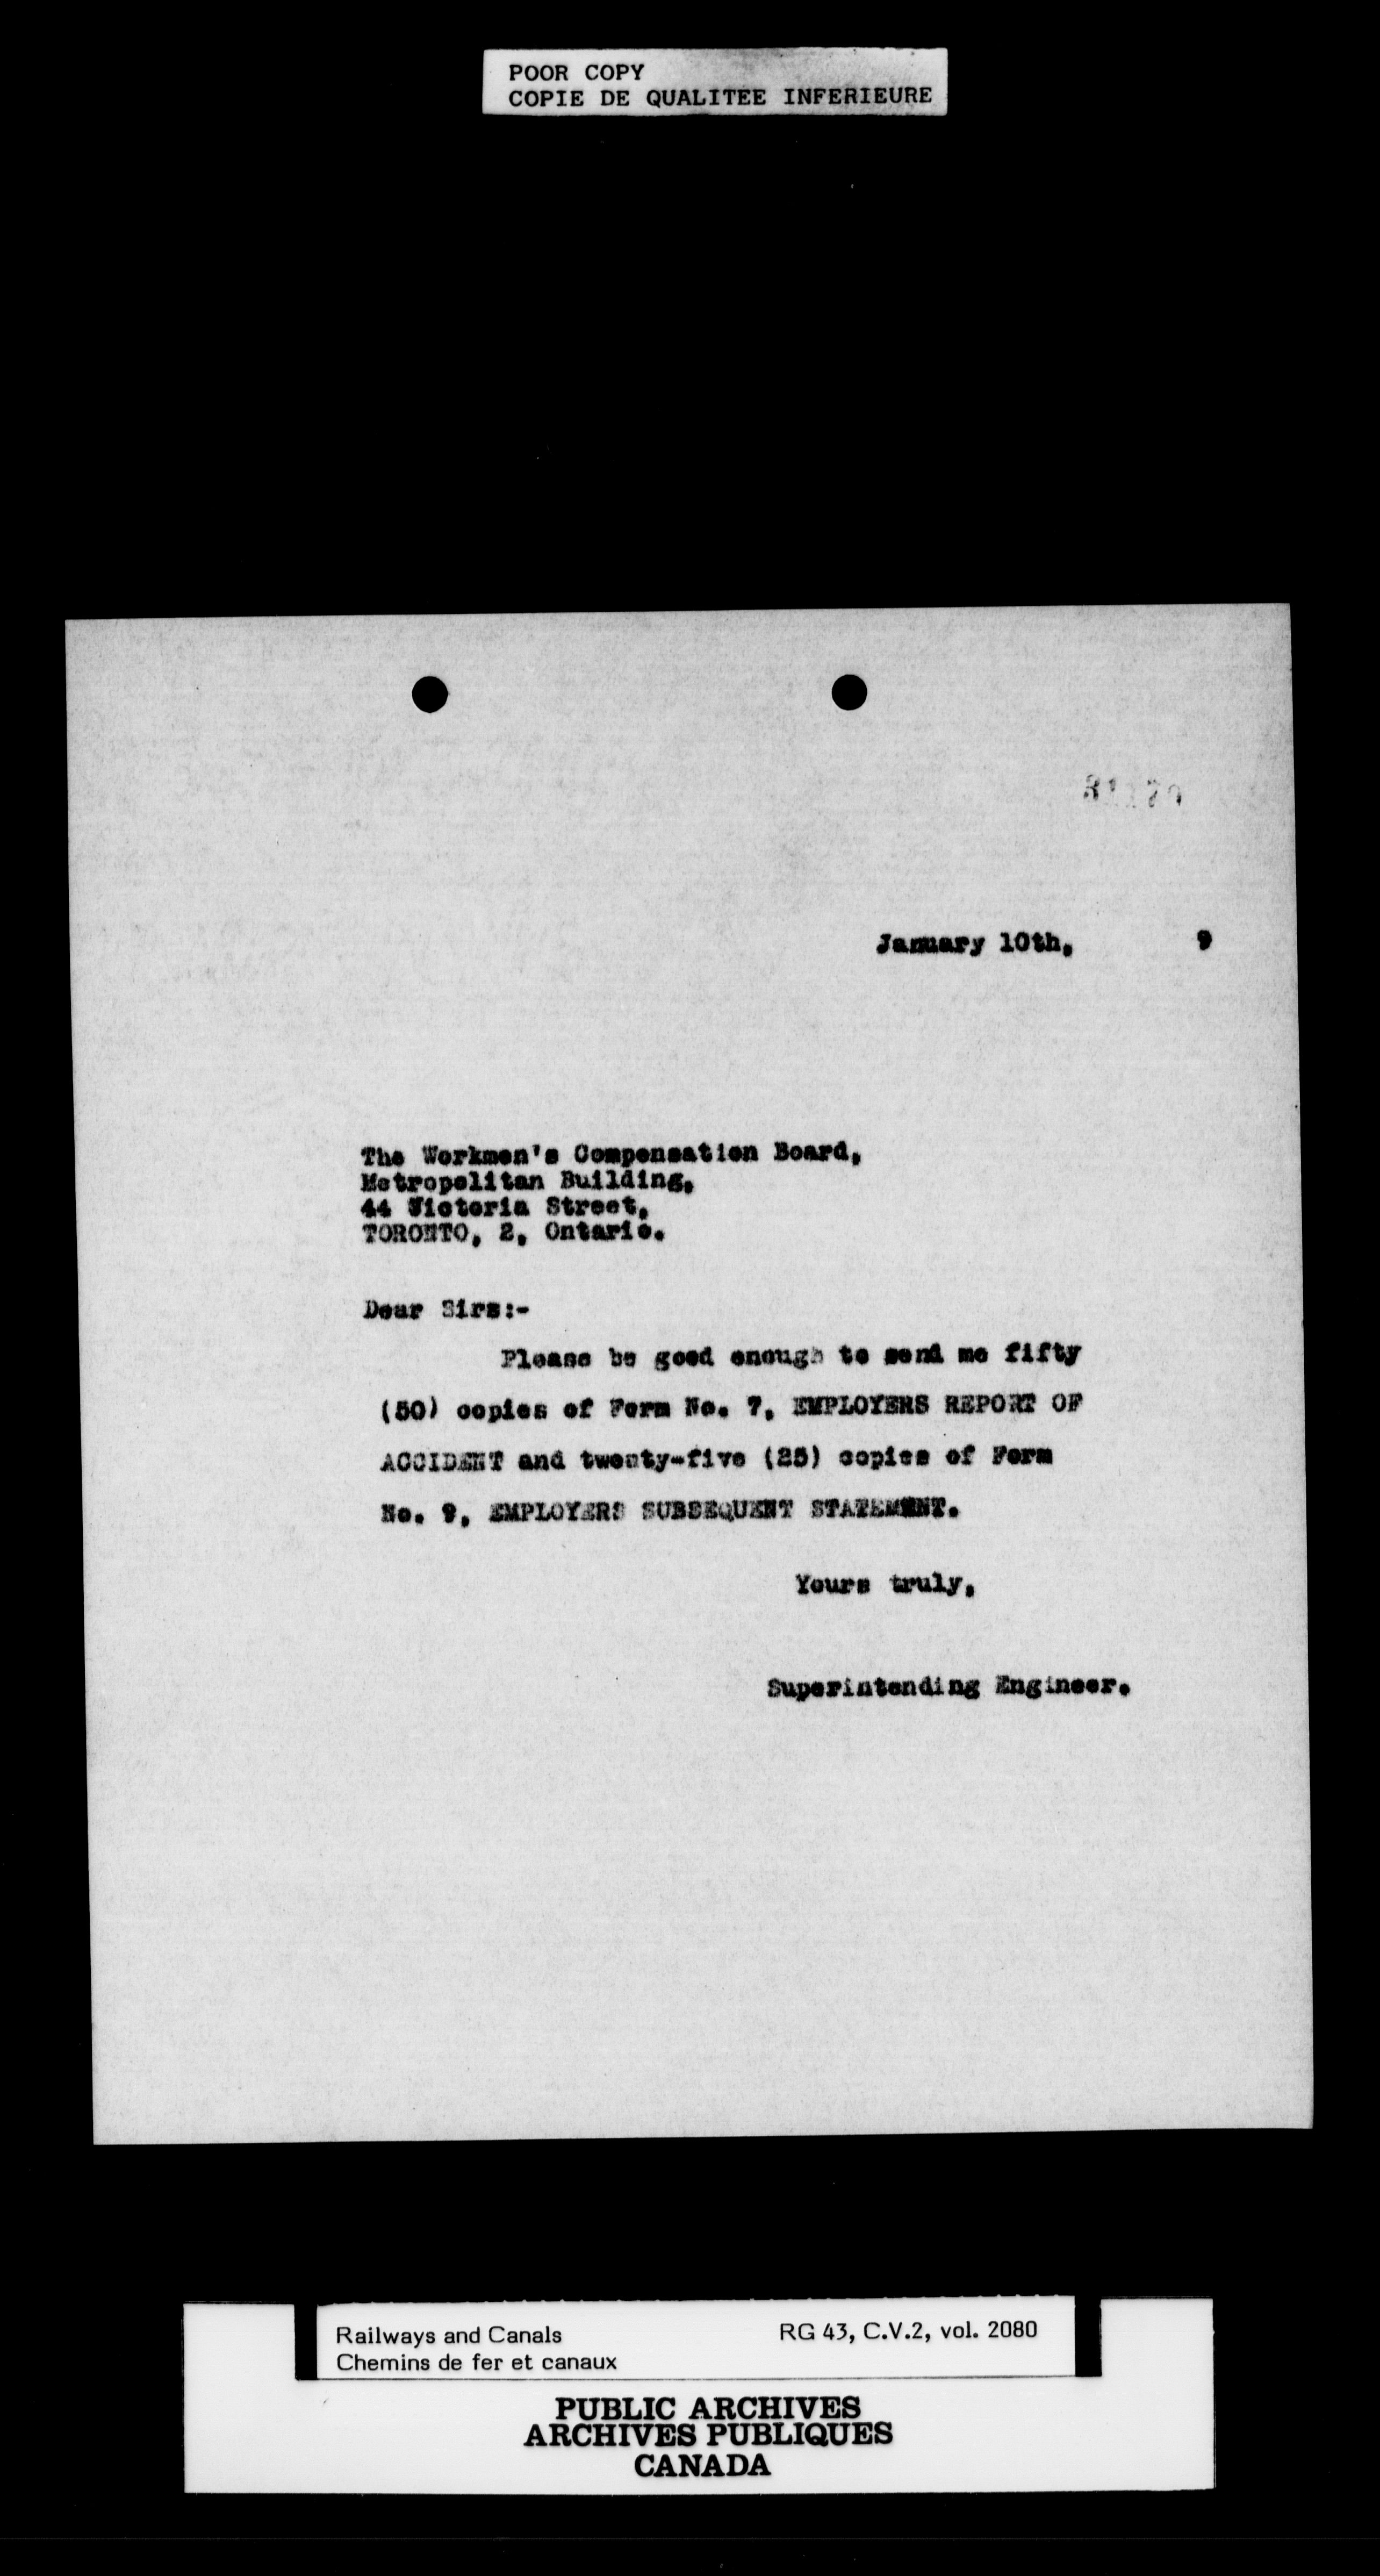 POOR COPY
COPIE DE QUALITEE INFERIEURE
January 10th, 9
The Workmen's Compensation Board,
Metropolitan Building,
44 Victoria Street,
TORONTO, 2, Ontario.
Dear Sirs:-
Please be good enough to send me fifty
(50) copies of Form No. 7, EMPLOYERS REPORT OF
ACCIDENT and twenty-five (25) copies of Form
No. 9, EMPLOYERS SUBSEQUENT STATEMENT.
Yours truly,
Superintending Engineer.
Railways and Canals RG 43, C.V.2, vol. 2080
Chemins de fer et canaux
PUBLIC ARCHIVES
ARCHIVES PUBLIQUES
CANADA